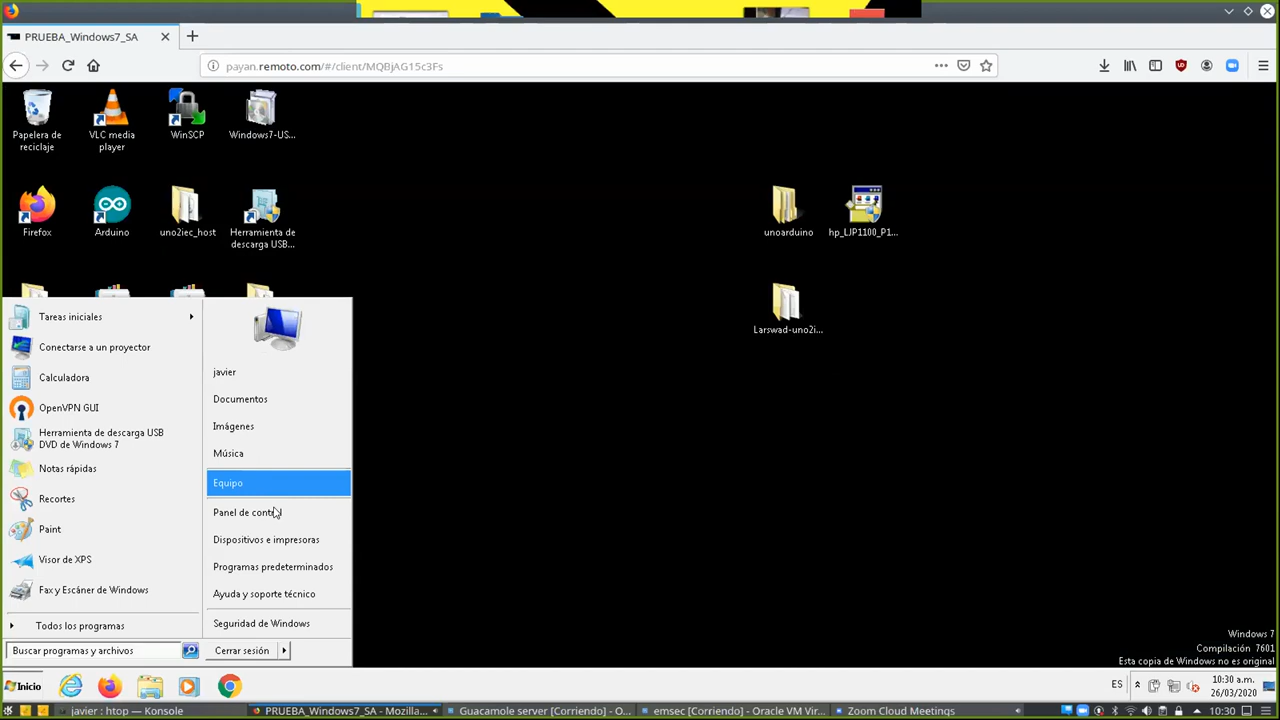 PRUEBA_Windows7_SA
payan.remoto.com/#/client/MQBjAG15c3Fs
Papelera de
reciclaje
VLC media
player
WinSCP
Windows7-US...
Firefox
Arduino
uno2iec_host
Herramienta de
descarga USB...
unoarduino
hp_LJP1100_P1...
Larswad-uno2i...
Tareas iniciales
Conectarse a un proyector
Calculadora
OpenVPN GUI
Herramienta de descarga USB
DVD de Windows 7
Notas rápidas
Recortes
Paint
Visor de XPS
Fax y Escáner de Windows
Todos los programas
Buscar programas y archivos
javier
Documentos
Imágenes
Música
Equipo
Panel de control
Dispositivos e impresoras
Programas predeterminados
Ayuda y soporte técnico
Seguridad de Windows
Cerrar sesión
Windows 7
Compilación 7601
Esta copia de Windows no es original
Inicio
ES
10:30 a.m.
26/03/2020
javier : htop — Konsole
PRUEBA_Windows7_SA - Mozilla...
Guacamole server [Corriendo] - O...
emsec [Corriendo] - Oracle VM Vir...
Zoom Cloud Meetings
10:30